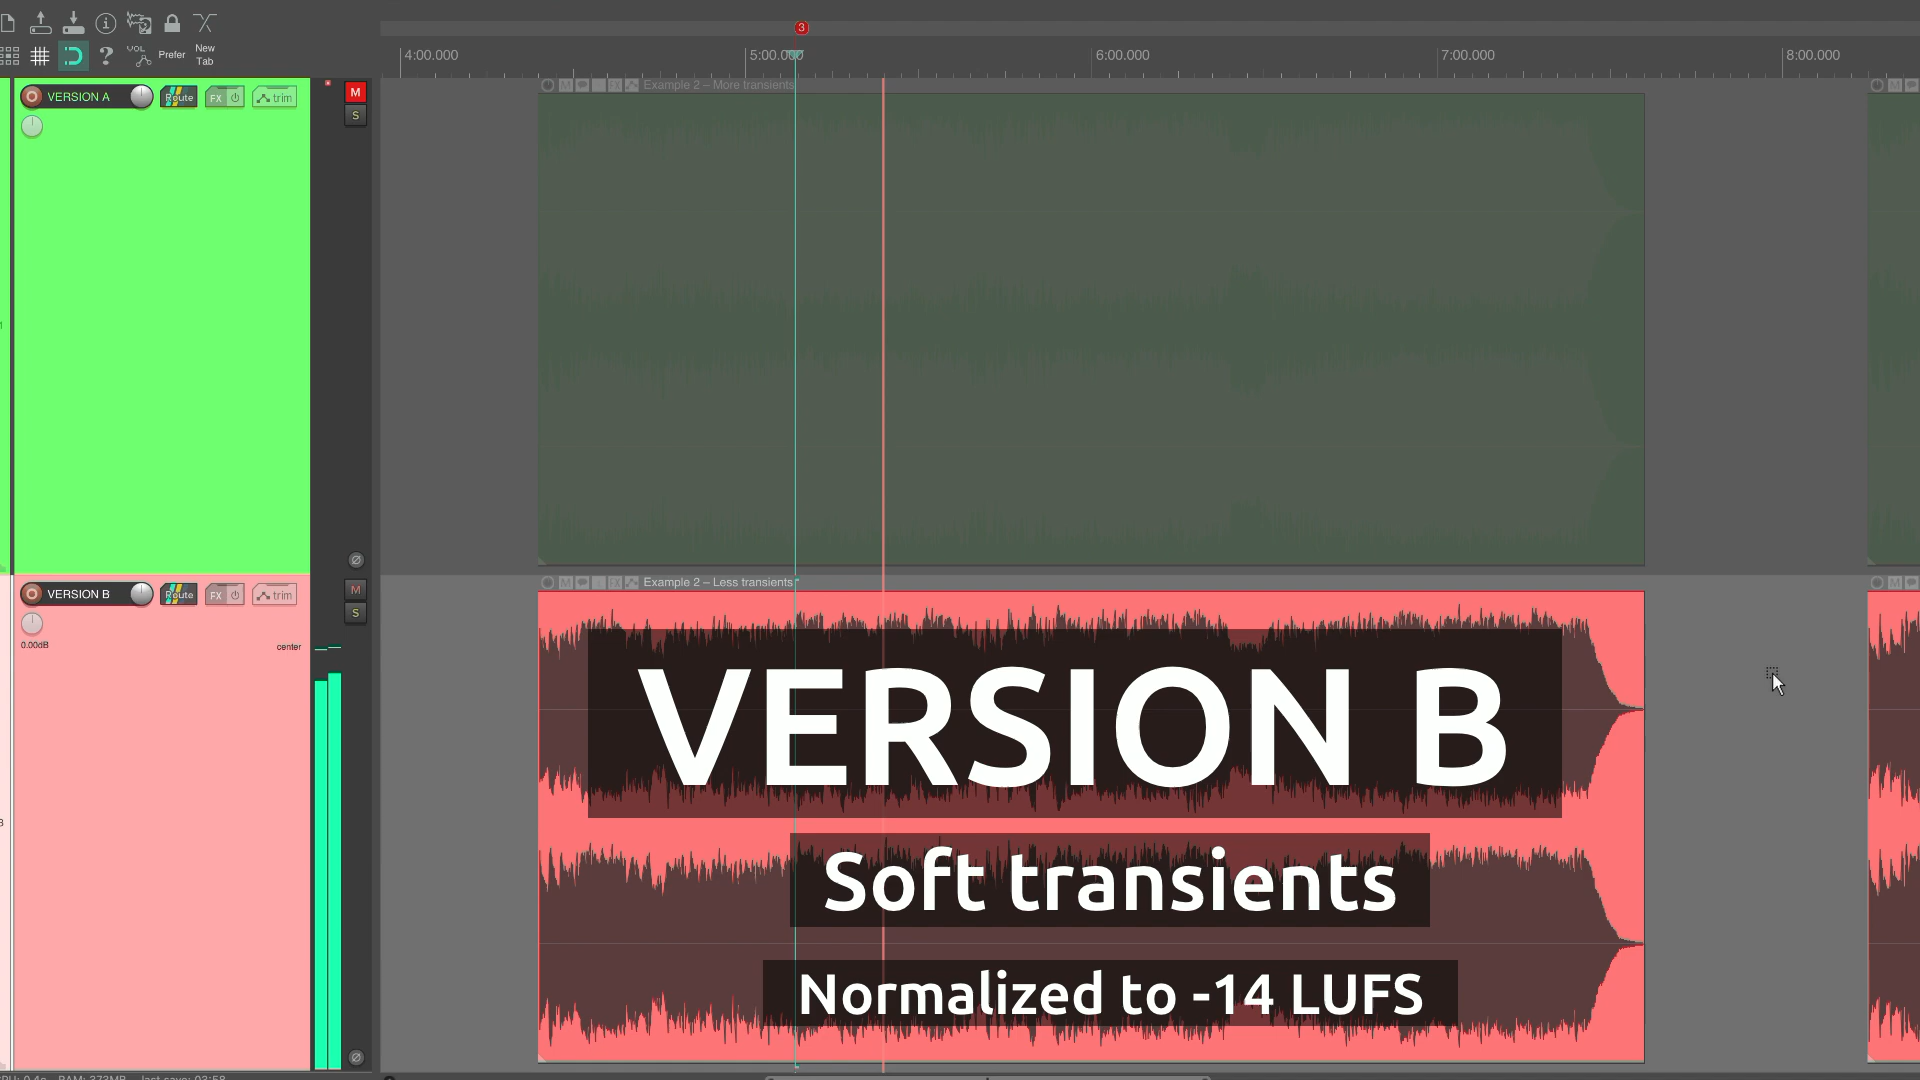 3
VOL
Prefer
New
Tab
4:00.000
5:00.000
6:00.000
7:00.000
8:00.000
VERSION A
Route
FX
trim
M
S
Example 2 – More transients
VERSION B
Route
FX
trim
M
S
0.00dB
center
Example 2 – Less transients
VERSION B
Soft transients
Normalized to -14 LUFS